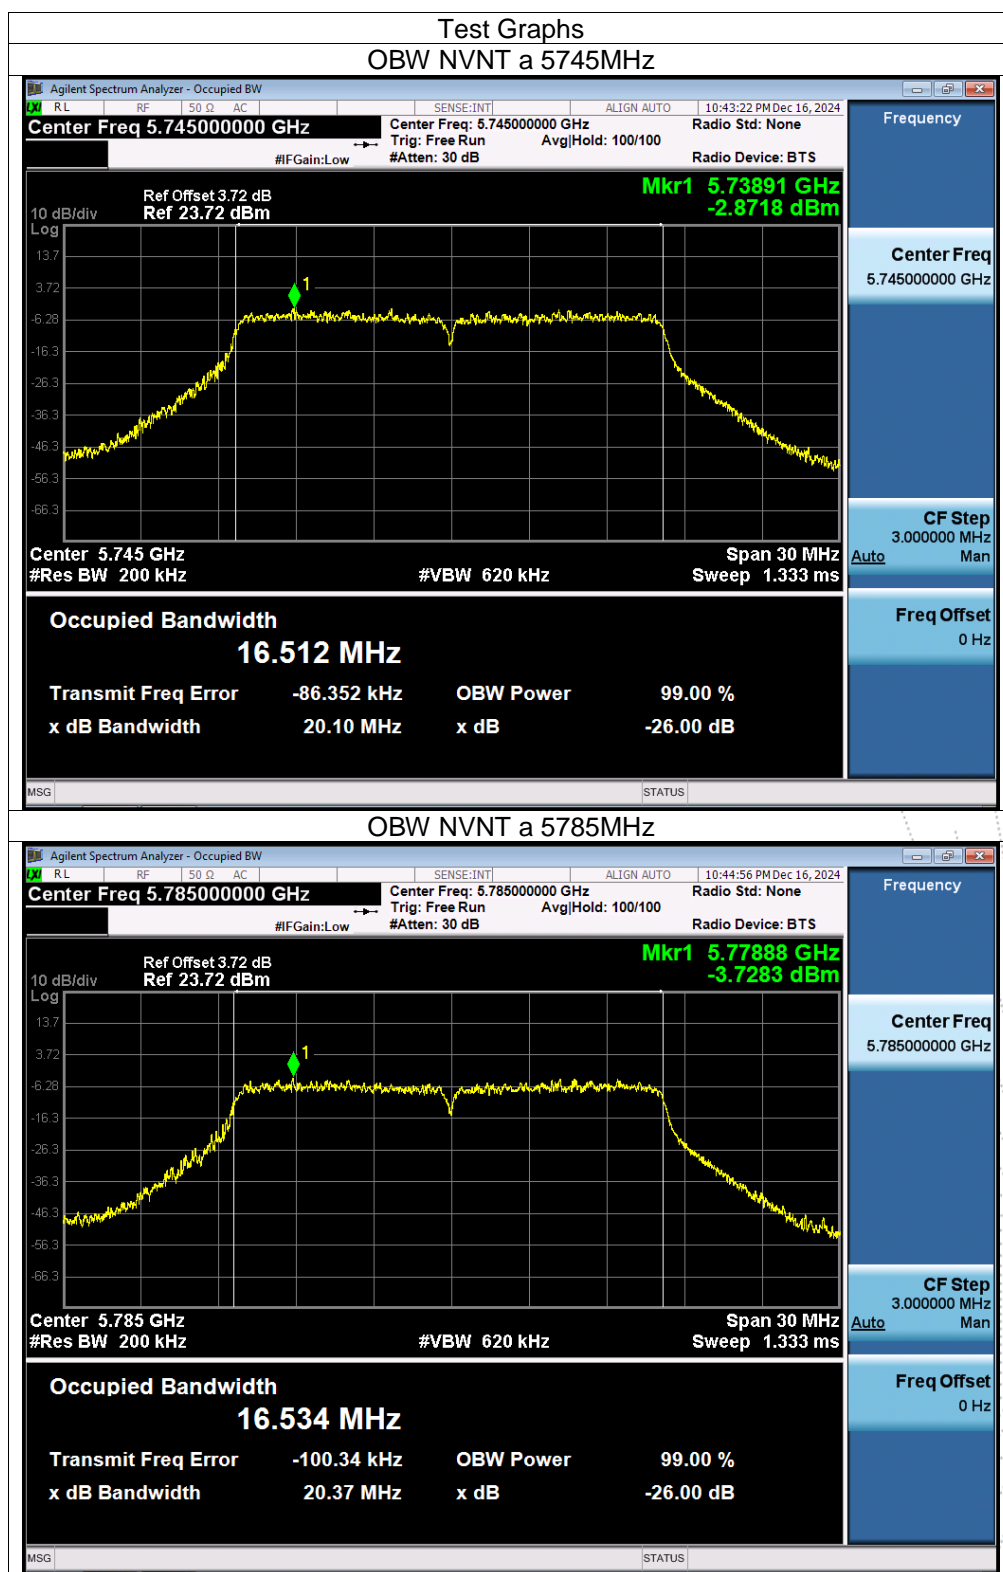 Test Graphs
OBW NVNT a 5745MHz
Agilent Spectrum Analyzer - Occupied BW
LXI RL RF 50 Ω AC SENSE:INT ALIGN AUTO 10:43:22 PM Dec 16, 2024
Center Freq 5.745000000 GHz Center Freq: 5.745000000 GHz Radio Std: None Frequency
Trig: Free Run Avg|Hold: 100/100
#IFGain:Low #Atten: 30 dB Radio Device: BTS
Mkr1 5.73891 GHz
Ref Offset 3.72 dB -2.8718 dBm
10 dB/div Ref 23.72 dBm
Log
13.7 Center Freq
3.72 1 5.745000000 GHz
-6.28
-16.3
-26.3
-36.3
-46.3
-56.3
-66.3
CF Step
3.000000 MHz
Center 5.745 GHz Span 30 MHz Auto Man
#Res BW 200 kHz #VBW 620 kHz Sweep 1.333 ms
Occupied Bandwidth Freq Offset
16.512 MHz 0 Hz
Transmit Freq Error -86.352 kHz OBW Power 99.00 %
x dB Bandwidth 20.10 MHz x dB -26.00 dB
MSG STATUS
OBW NVNT a 5785MHz
Agilent Spectrum Analyzer - Occupied BW
LXI RL RF 50 Ω AC SENSE:INT ALIGN AUTO 10:44:56 PM Dec 16, 2024
Center Freq 5.785000000 GHz Center Freq: 5.785000000 GHz Radio Std: None Frequency
Trig: Free Run Avg|Hold: 100/100
#IFGain:Low #Atten: 30 dB Radio Device: BTS
Mkr1 5.77888 GHz
Ref Offset 3.72 dB -3.7283 dBm
10 dB/div Ref 23.72 dBm
Log
13.7 Center Freq
3.72 1 5.785000000 GHz
-6.28
-16.3
-26.3
-36.3
-46.3
-56.3
-66.3
CF Step
3.000000 MHz
Center 5.785 GHz Span 30 MHz Auto Man
#Res BW 200 kHz #VBW 620 kHz Sweep 1.333 ms
Occupied Bandwidth Freq Offset
16.534 MHz 0 Hz
Transmit Freq Error -100.34 kHz OBW Power 99.00 %
x dB Bandwidth 20.37 MHz x dB -26.00 dB
MSG STATUS